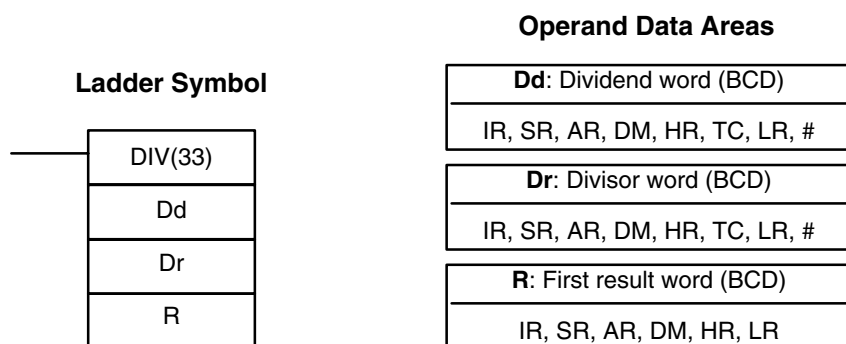 Ladder Symbol
DIV(33)
Dd
Dr
R
Operand Data Areas
Dd: Dividend word (BCD)
IR, SR, AR, DM, HR, TC, LR, #
Dr: Divisor word (BCD)
IR, SR, AR, DM, HR, TC, LR, #
R: First result word (BCD)
IR, SR, AR, DM, HR, LR